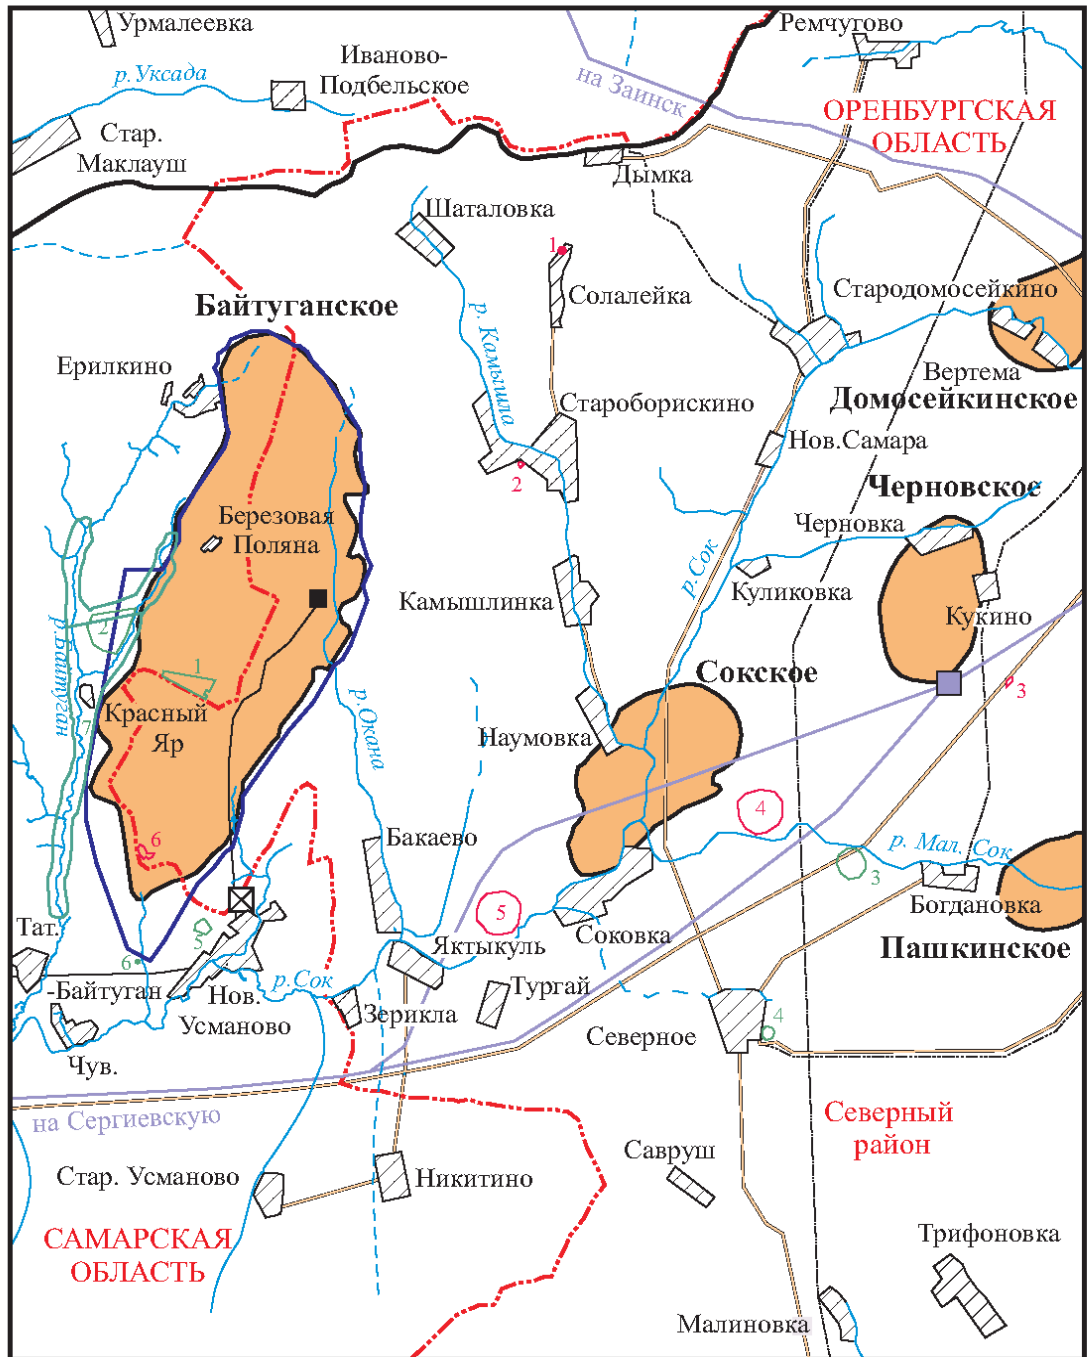 Урмалеевка
Ремчугово
Иваново-
Подбельское
р.Уксада
на Заинск
ОРЕНБУРГСКАЯ
ОБЛАСТЬ
Стар.
Маклауш
Дымка
Шаталовка
1
Солалейка
Стародомосейкино
Байтуганское
р. Камышла
Ерилкино
Вертема
Домосейкинское
Староборискино
Нов.Самара
2
Черновское
Березовая
Поляна
Черновка
р.Сок
Куликовка
Камышлинка
Кукино
2
р.Байтуган
1
Сокское
3
Красный
Яр
7
р.Окана
Наумовка
4
6
Бакаево
р. Мал. Сок
3
Богдановка
5
Тат.
5
Яктыкуль
Соковка
Пашкинское
6
-Байтуган
Нов.
Усманово
р.Сок
Тургай
Зерикла
4
Северное
Чув.
на Сергиевскую
Северный
район
Савруш
Стар. Усманово
Никитино
САМАРСКАЯ
ОБЛАСТЬ
Трифоновка
Малиновка